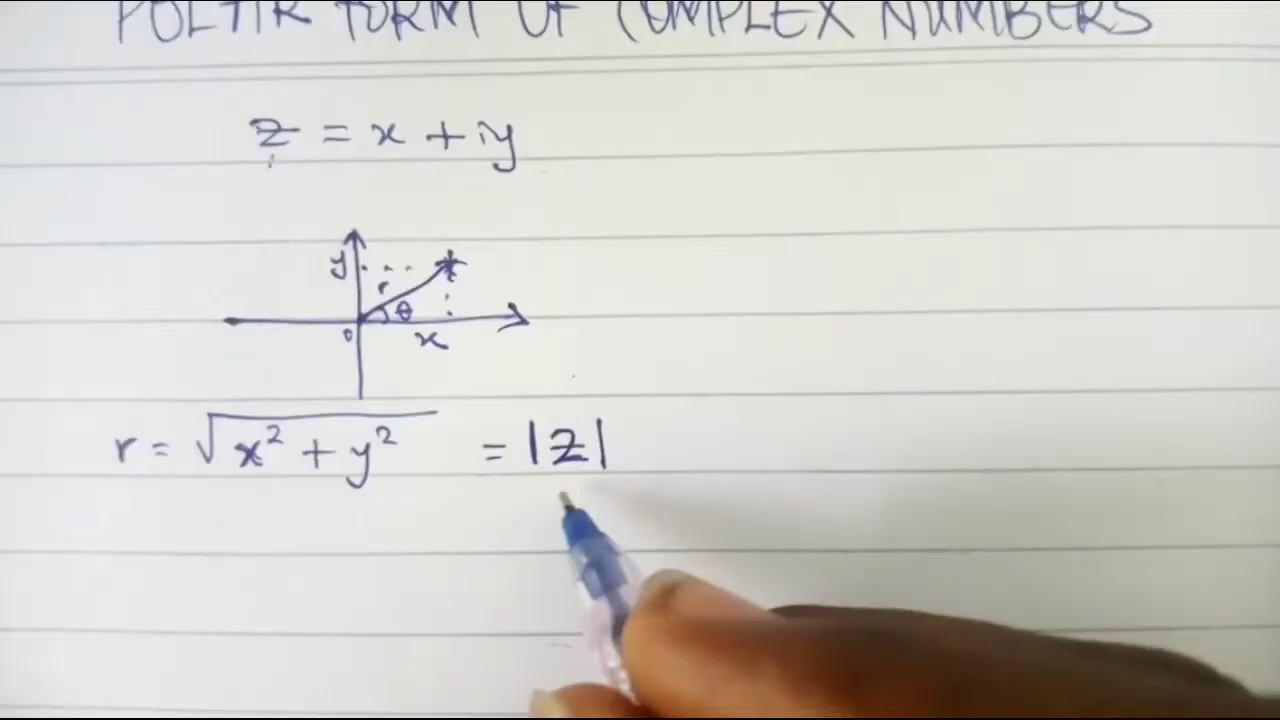 POLAR FORM OF COMPLEX NUMBERS
z = x + iy
y r θ
0 x
r = √x² + y² = |z|